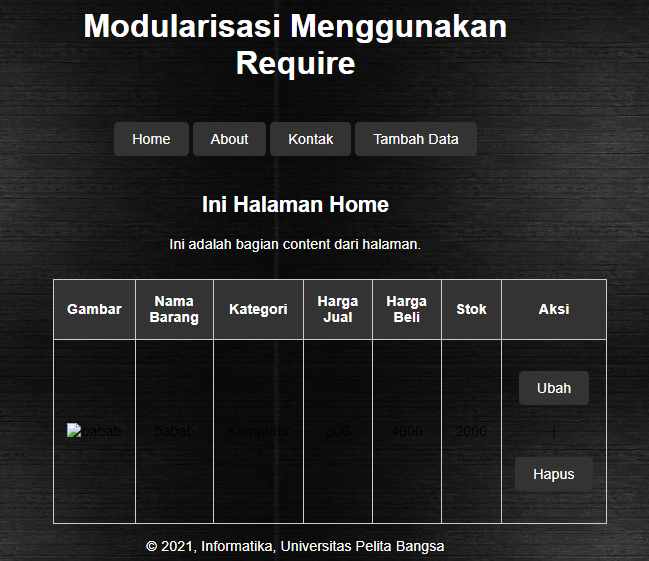 Modularisasi Menggunakan
Require
Home About Kontak Tambah Data
Ini Halaman Home
Ini adalah bagian content dari halaman.
Gambar Nama Barang Kategori Harga Jual Harga Beli Stok Aksi
babab babab Komputer 800 4000 2000 Ubah | Hapus
© 2021, Informatika, Universitas Pelita Bangsa